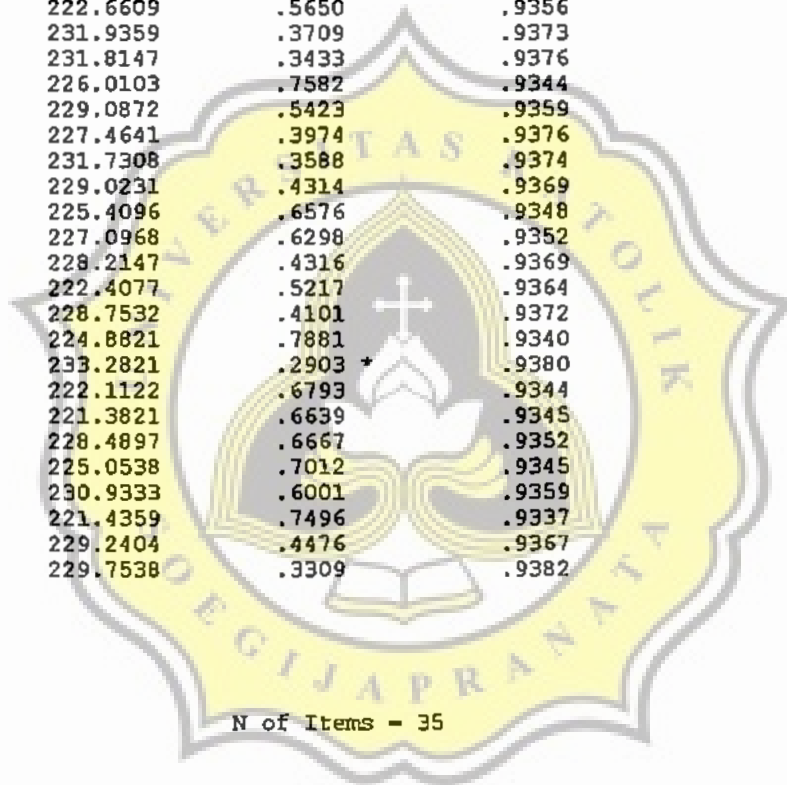 222.6609 .5650 .9356
231.9359 .3709 .9373
231.8147 .3433 .9376
226.0103 .7582 .9344
229.0872 .5423 .9359
227.4641 .3974 .9376
231.7308 .3588 .9374
229.0231 .4314 .9369
225.4096 .6576 .9348
227.0968 .6298 .9352
228.2147 .4316 .9369
222.4077 .5217 .9364
228.7532 .4101 .9372
224.8821 .7881 .9340
233.2821 .2903 * .9380
222.1122 .6793 .9344
221.3821 .6639 .9345
228.4897 .6667 .9352
225.0538 .7012 .9345
230.9333 .6001 .9359
221.4359 .7496 .9337
229.2404 .4476 .9367
229.7538 .3309 .9382
N of Items = 35
SOEGIJAPRANATA